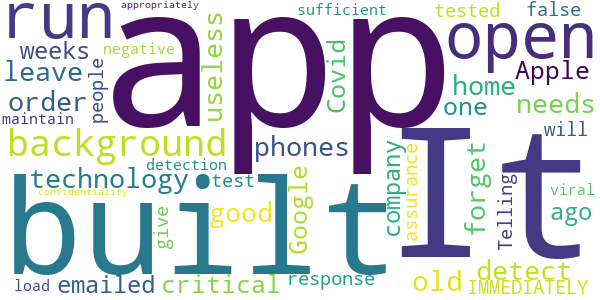 appropriately
run
app
sufficient
tested
false
open
weeks
negative
useless
Covid
people
leave
Apple
order
home
needs
maintain
one
background
phones
will
It
detection
technology
test
built
confidentiality
give
good
Google
company
assurance
forget
Telling
viral
ago
detect
load
emailed
critical
response
old
IMMEDIATELY